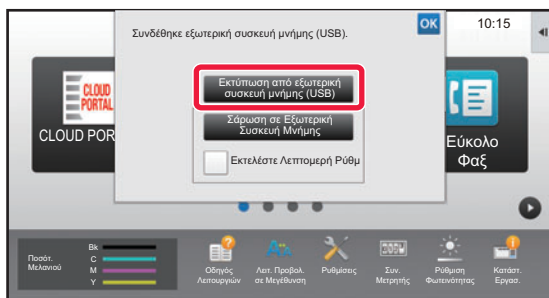 Συνδέθηκε εξωτερική συσκευή μνήμης (USB).
OK
10:15
Εκτύπωση από εξωτερική
συσκευή μνήμης (USB)
Σάρωση σε Εξωτερική
Συσκευή Μνήμης
Εκτελέστε Λεπτομερή Ρύθμ
CLOUD
PORTAL
CLOUD POR
Εύκολο
Φαξ
Ποσότ.
Μελανιού
Bk
C
M
Y
Οδηγός
Λειτουργιών
Λειτ. Προβολ.
σε Μεγέθυνση
Ρυθμίσεις
Συν.
Μετρητής
Ρύθμιση
Φωτεινότητας
Κατάστ.
Εργασ.